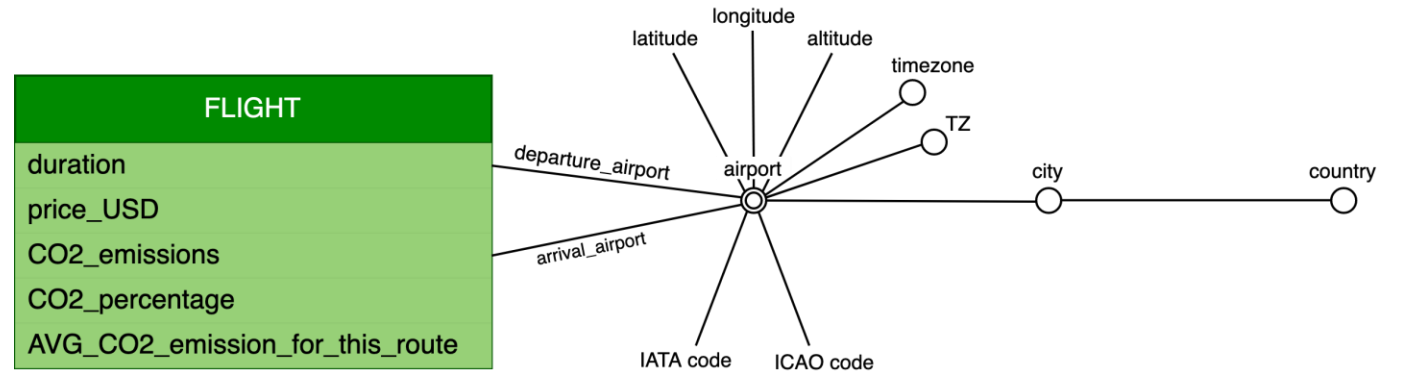 longitude
latitude
altitude
timezone
TZ
FLIGHT
duration
price_USD
CO2_emissions
CO2_percentage
AVG_CO2_emission_for_this_route
departure_airport
arrival_airport
airport
city
country
IATA code
ICAO code